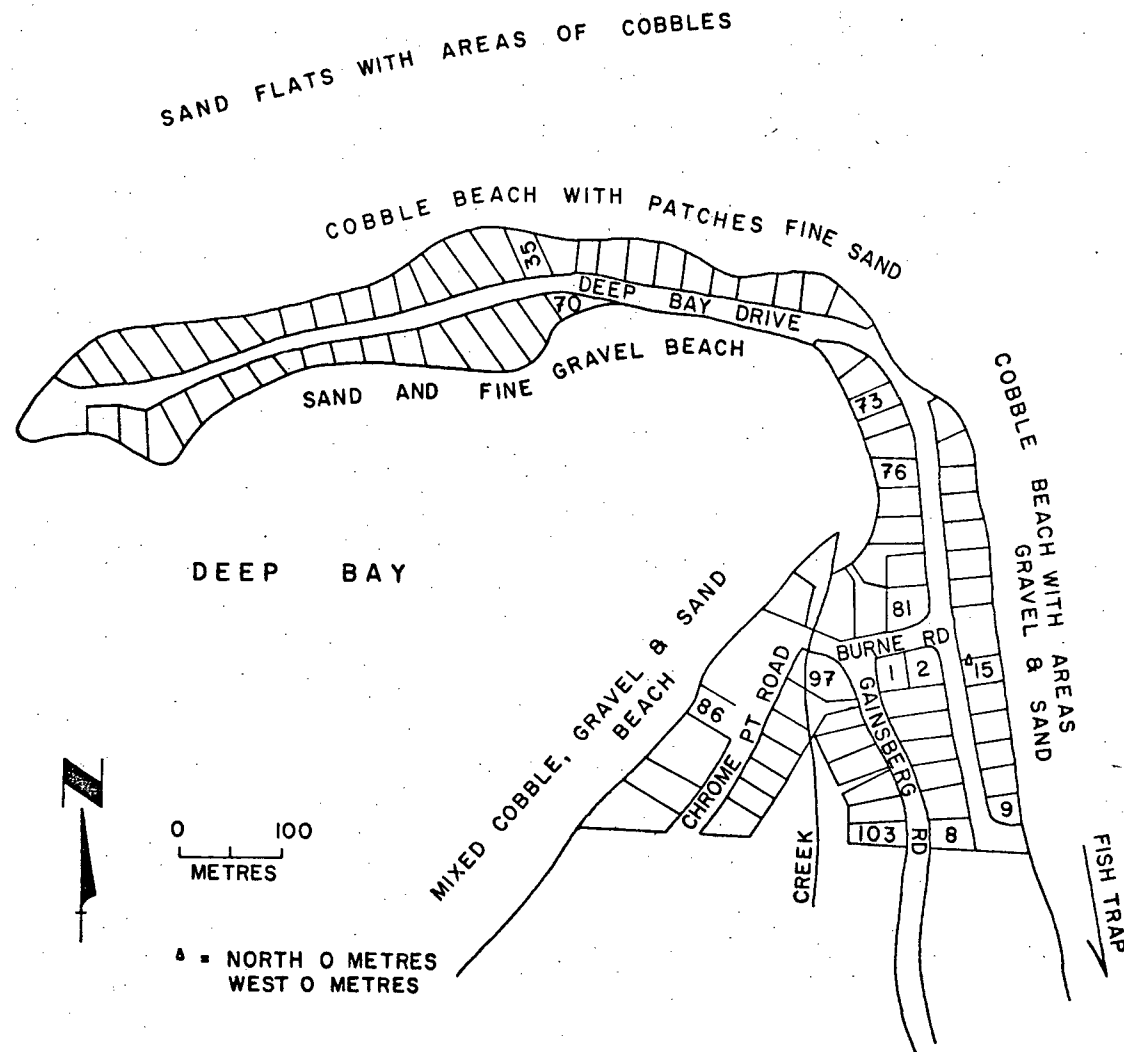 SAND FLATS WITH AREAS OF COBBLES
COBBLE BEACH WITH PATCHES FINE SAND
35
70
DEEP BAY DRIVE
SAND AND FINE GRAVEL BEACH
73
76
COBBLE BEACH WITH AREAS
GRAVEL & SAND
DEEP BAY
81
BURNE RD
97
1
2
15
86
MIXED COBBLE, GRAVEL & SAND
BEACH
CHROME PT ROAD
GAINSBERG RD
9
103
8
CREEK
FISH TRAP
N
0 100
METRES
Δ = NORTH 0 METRES
WEST 0 METRES